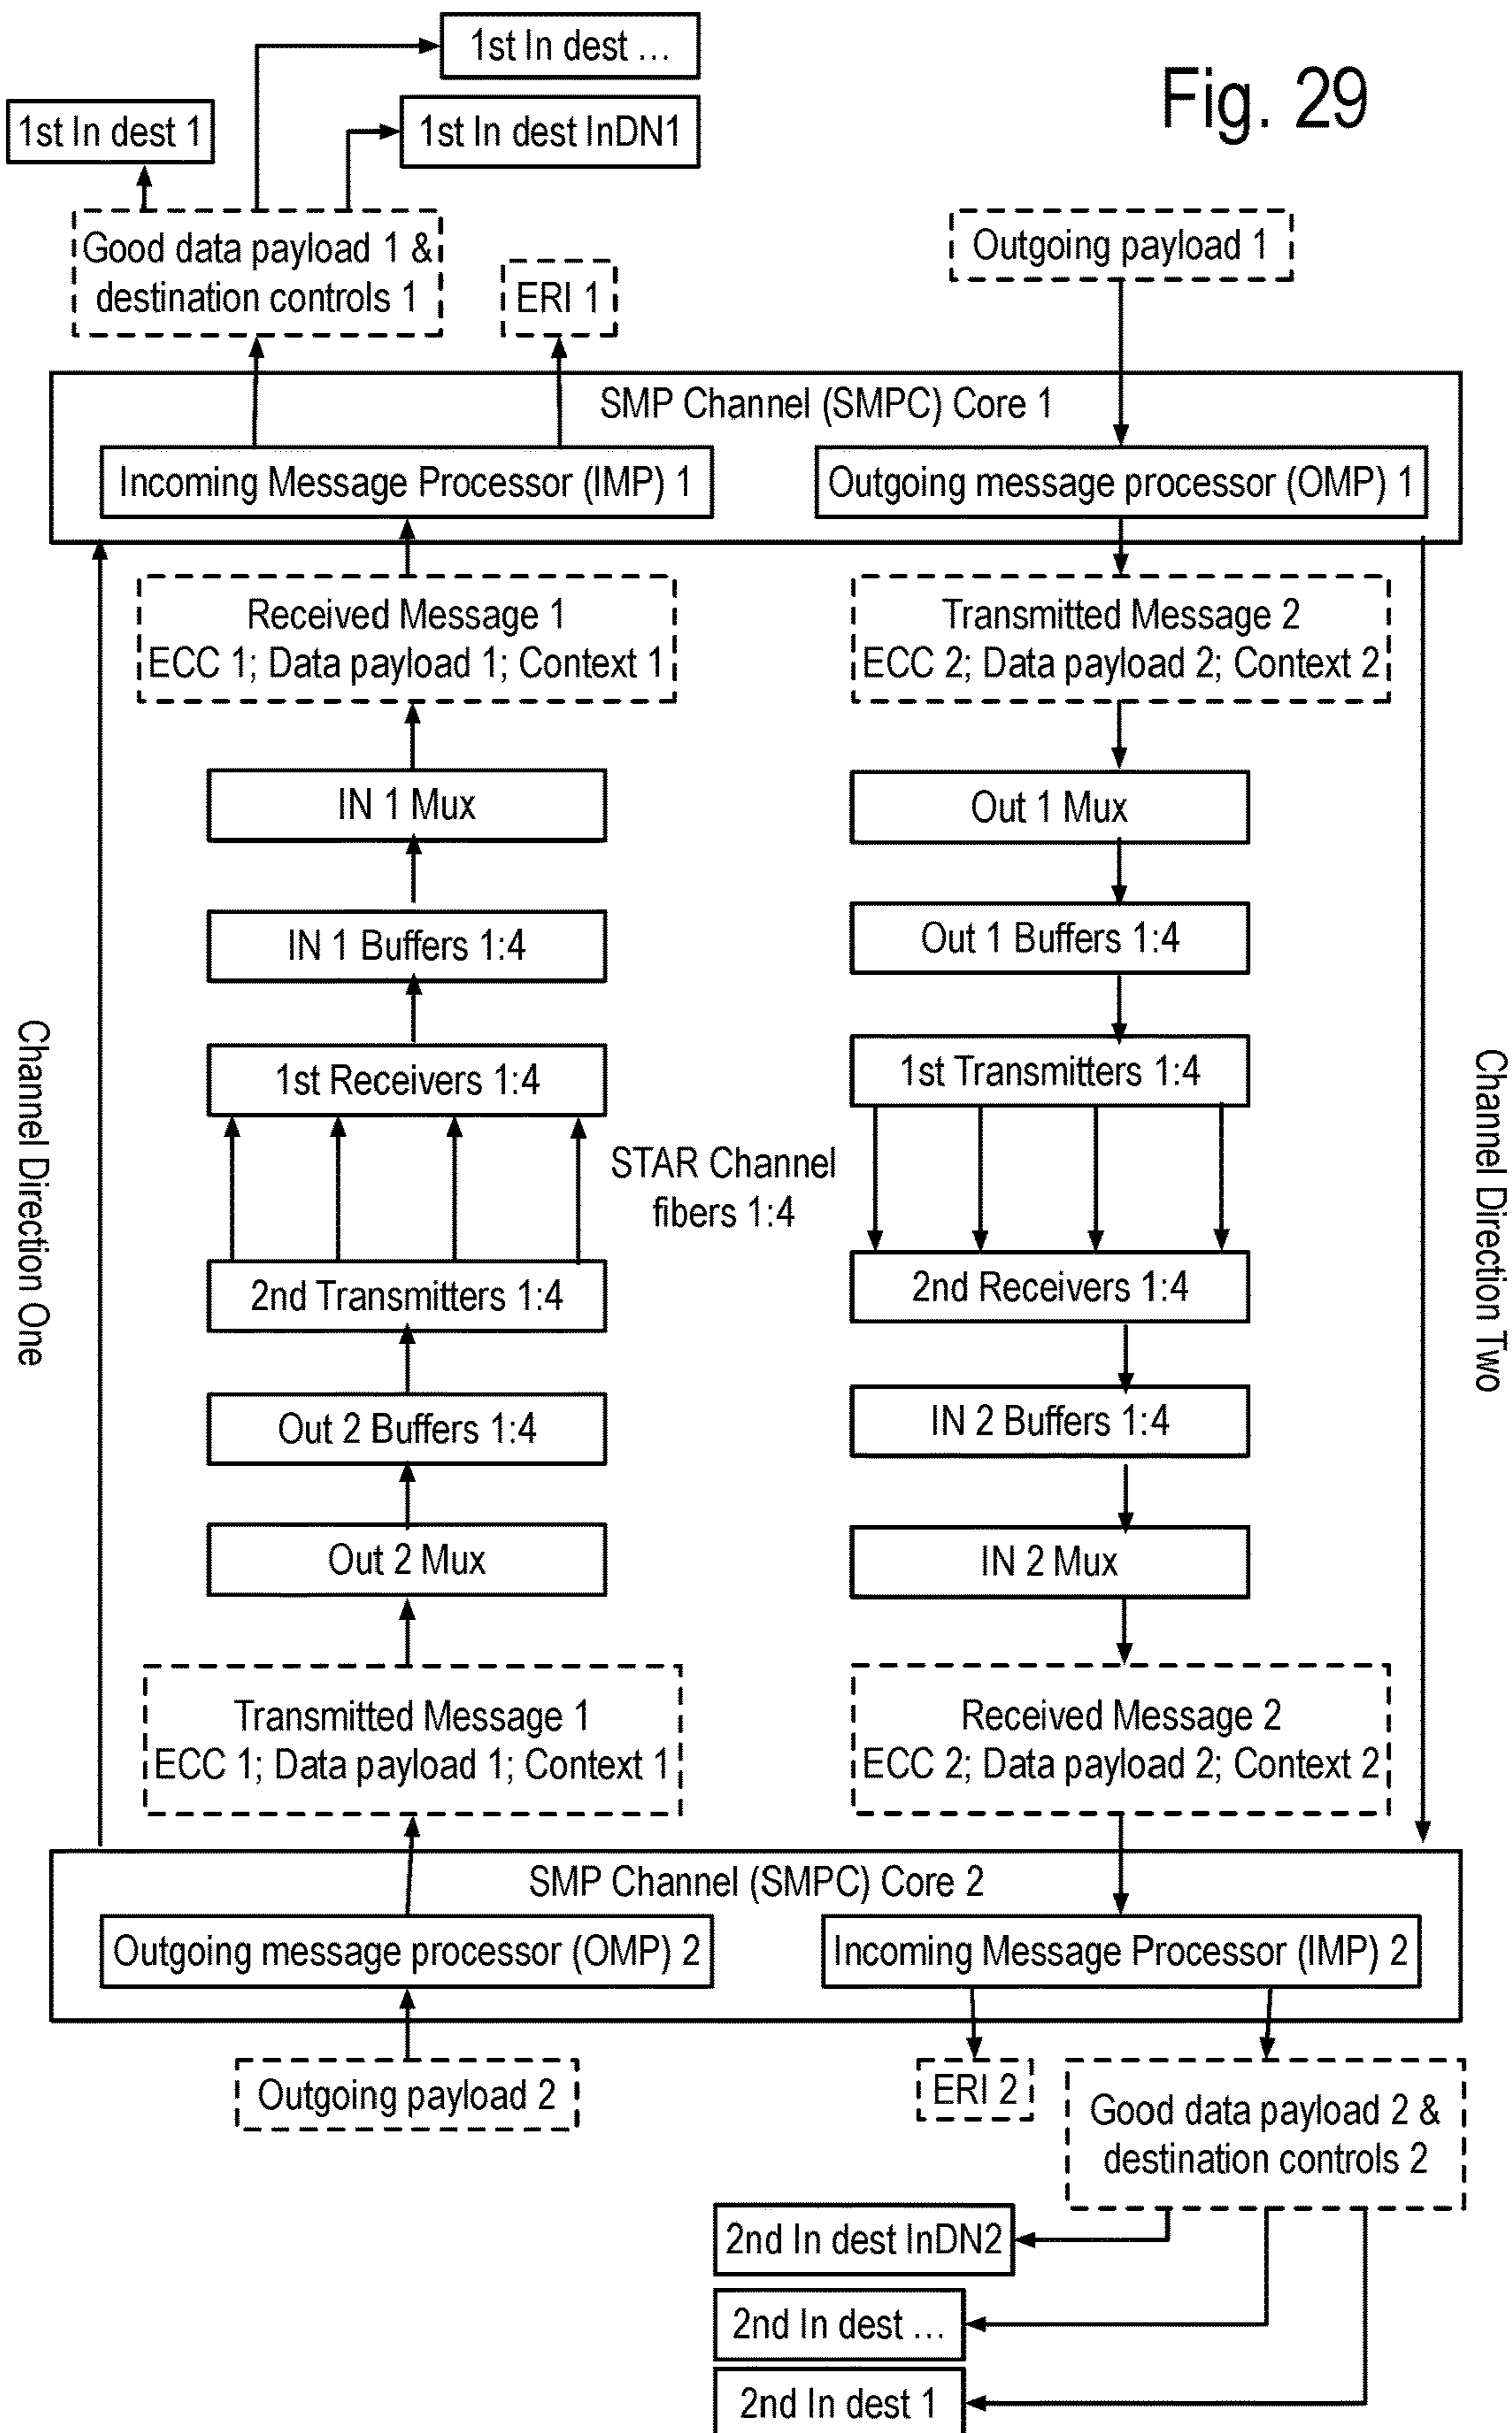 Fig. 29
1st In dest ...
1st In dest 1
1st In dest InDN1
Good data payload 1 &
destination controls 1
ERI 1
Outgoing payload 1
SMP Channel (SMPC) Core 1
Incoming Message Processor (IMP) 1
Outgoing message processor (OMP) 1
Received Message 1
ECC 1; Data payload 1; Context 1
Transmitted Message 2
ECC 2; Data payload 2; Context 2
IN 1 Mux
Out 1 Mux
IN 1 Buffers 1:4
Out 1 Buffers 1:4
1st Receivers 1:4
1st Transmitters 1:4
Channel Direction One
STAR Channel
fibers 1:4
Channel Direction Two
2nd Transmitters 1:4
2nd Receivers 1:4
Out 2 Buffers 1:4
IN 2 Buffers 1:4
Out 2 Mux
IN 2 Mux
Transmitted Message 1
ECC 1; Data payload 1; Context 1
Received Message 2
ECC 2; Data payload 2; Context 2
SMP Channel (SMPC) Core 2
Outgoing message processor (OMP) 2
Incoming Message Processor (IMP) 2
Outgoing payload 2
ERI 2
Good data payload 2 &
destination controls 2
2nd In dest InDN2
2nd In dest ...
2nd In dest 1